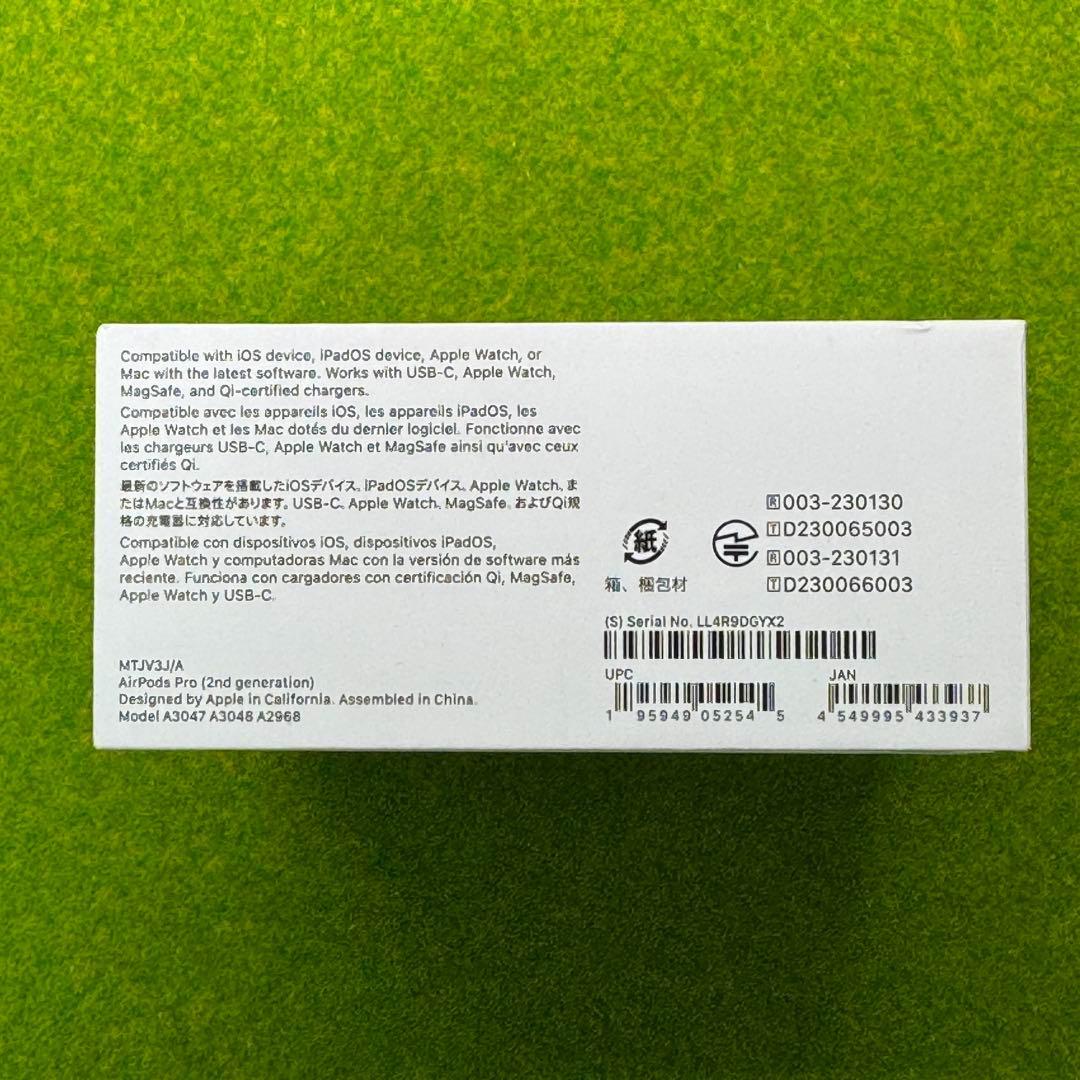 Compatible with iOS device, iPadOS device, Apple Watch, or
Mac with the latest software. Works with USB-C, Apple Watch,
MagSafe, and Qi-certified chargers.
Compatible avec les appareils iOS, les appareils iPadOS, les
Apple Watch et les Mac dotés du dernier logiciel. Fonctionne avec
les chargeurs USB-C, Apple Watch et MagSafe ainsi qu'avec ceux
certifiés Qi.
最新のソフトウェアを搭載したiOSデバイス、iPadOSデバイス、Apple Watch、ま
たはMacと互換性があります。USB-C、Apple Watch、MagSafe、およびQi規
格の充電器に対応しています。
Compatible con dispositivos iOS, dispositivos iPadOS,
Apple Watch y computadoras Mac con la versión de software más
reciente. Funciona con cargadores con certificación Qi, MagSafe,
Apple Watch y USB-C.
MTJV3J/A
AirPods Pro (2nd generation)
Designed by Apple in California. Assembled in China.
Model A3047 A3048 A2968
紙
箱、梱包材
R 003-230130
T D230065003
R 003-230131
T D230066003
(S) Serial No. LL4R9DGYX2
UPC
1 95949 05254 5
JAN
4 549995 433937